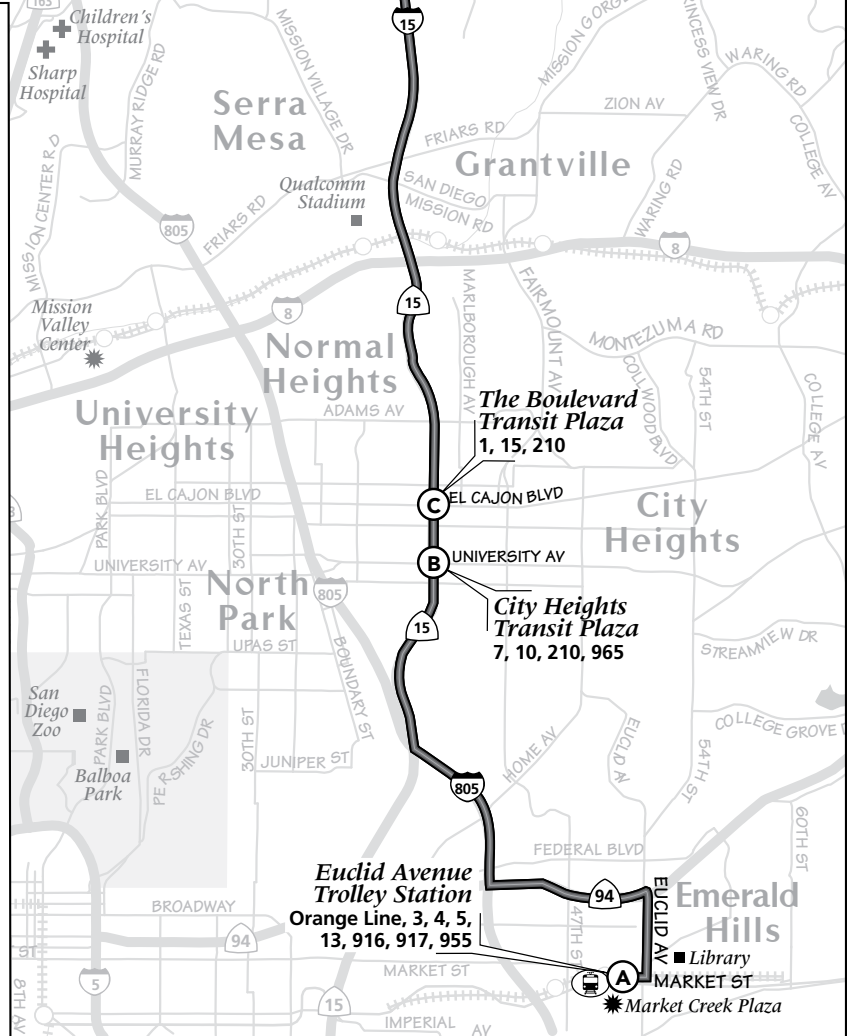 163
Children's
Hospital
Sharp
Hospital
MURRAY RIDGE RD
MISSION VILLAGE DR
15
MISSION GORGE
PRINCESS VIEW DR
WARING RD
COLLEGE AV
Serra
Mesa
ZION AV
FRIARS RD
Grantville
Qualcomm
Stadium
SAN DIEGO
MISSION RD
WARING RD
MISSION CENTER RD
805
FRIARS RD
8
Mission
Valley
Center
8
15
MARLBOROUGH AV
FAIRMOUNT AV
MONTEZUMA RD
COLLWOOD BLVD
54TH ST
COLLEGE AV
Normal
Heights
University
Heights
ADAMS AV
The Boulevard
Transit Plaza
1, 15, 210
PARK BLVD
EL CAJON BLVD
30TH ST
C
EL CAJON BLVD
City
Heights
UNIVERSITY AV
B
UNIVERSITY AV
TEXAS ST
North
Park
805
City Heights
Transit Plaza
7, 10, 210, 965
15
UPAS ST
BOUNDARY ST
STREAMVIEW DR
San
Diego
Zoo
PARK BLVD
FLORIDA DR
PERSHING DR
30TH ST
JUNIPER ST
HOME AV
EUCLID AV
54TH ST
COLLEGE GROVE D
Balboa
Park
805
60TH ST
FEDERAL BLVD
Euclid Avenue
Trolley Station
Orange Line, 3, 4, 5,
13, 916, 917, 955
94
47TH ST
EUCLID AV
Emerald
Hills
BROADWAY
94
ST
MARKET ST
A
Library
MARKET ST
Market Creek Plaza
5
8TH AV
15
IMPERIAL AV